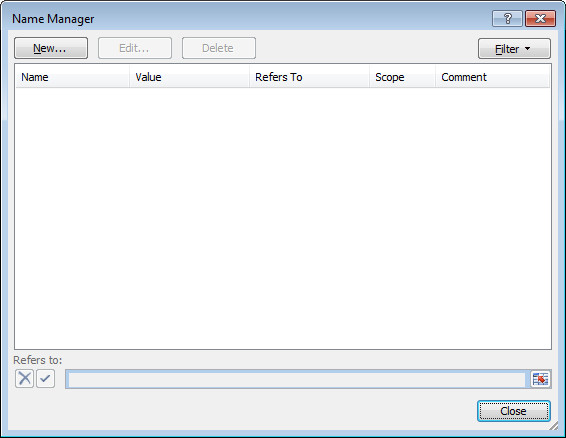 Name Manager
New... Edit... Delete Filter
Name Value Refers To Scope Comment
Refers to:
Close